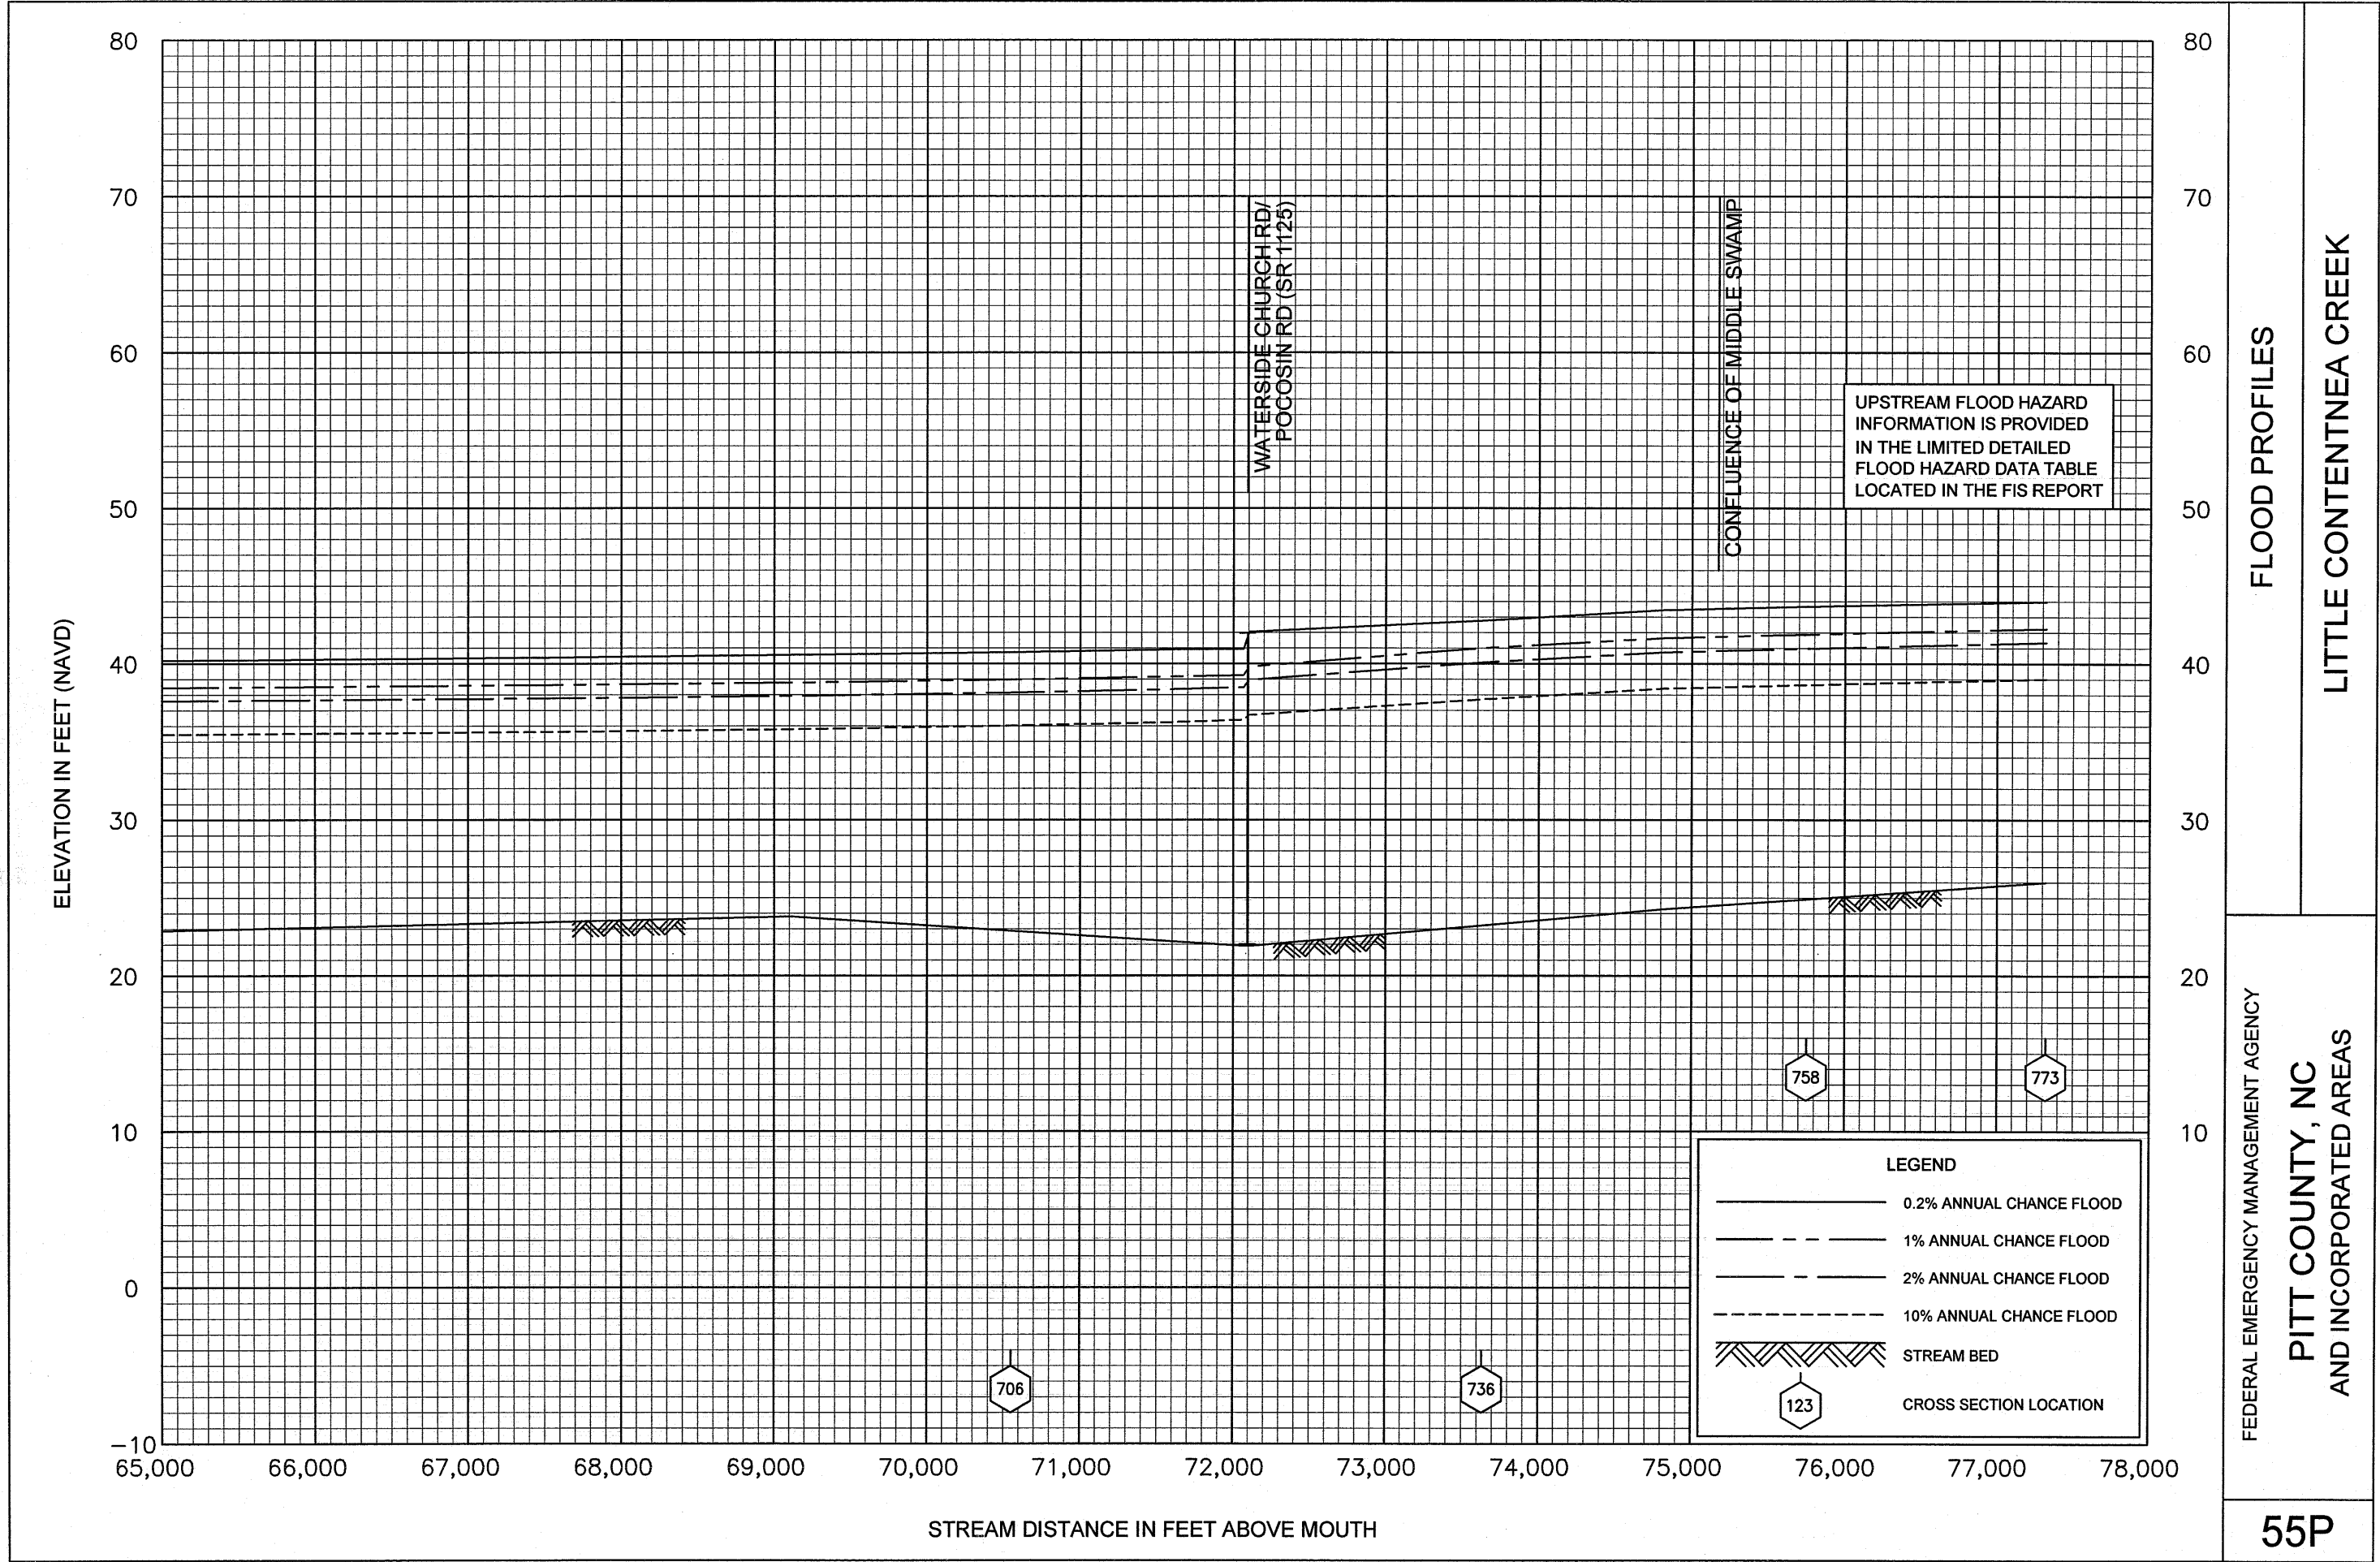 80
70
60
50
40
30
20
10
0
−10
ELEVATION IN FEET (NAVD)
65,000
66,000
67,000
68,000
69,000
70,000
71,000
72,000
73,000
74,000
75,000
76,000
77,000
78,000
STREAM DISTANCE IN FEET ABOVE MOUTH
WATERSIDE CHURCH RD/
POCOSIN RD (SR 1125)
CONFLUENCE OF MIDDLE SWAMP
UPSTREAM FLOOD HAZARD
INFORMATION IS PROVIDED
IN THE LIMITED DETAILED
FLOOD HAZARD DATA TABLE
LOCATED IN THE FIS REPORT
706
736
758
773
LEGEND
0.2% ANNUAL CHANCE FLOOD
1% ANNUAL CHANCE FLOOD
2% ANNUAL CHANCE FLOOD
10% ANNUAL CHANCE FLOOD
STREAM BED
123
CROSS SECTION LOCATION
80
70
60
50
40
30
20
10
FLOOD PROFILES
LITTLE CONTENTNEA CREEK
FEDERAL EMERGENCY MANAGEMENT AGENCY
PITT COUNTY, NC
AND INCORPORATED AREAS
55P